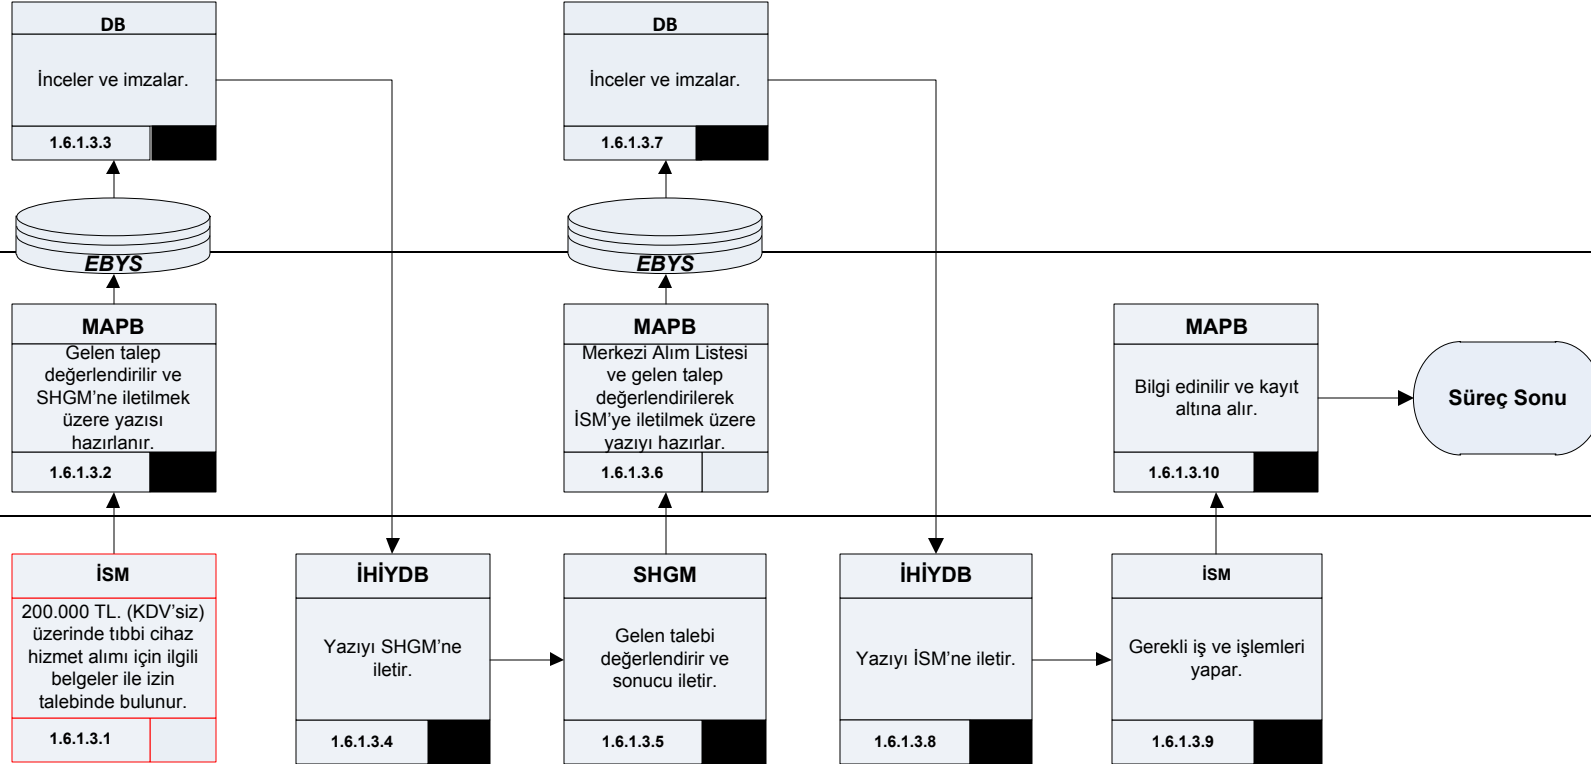 DB
İnceler ve imzalar.
1.6.1.3.3
DB
İnceler ve imzalar.
1.6.1.3.7
EBYS
EBYS
MAPB
Gelen talep
değerlendirilir ve
SHGM’ne iletilmek
üzere yazısı
hazırlanır.
1.6.1.3.2
MAPB
Merkezi Alım Listesi
ve gelen talep
değerlendirilerek
İSM’ye iletilmek üzere
yazıyı hazırlar.
1.6.1.3.6
MAPB
Bilgi edinilir ve kayıt
altına alır.
1.6.1.3.10
Süreç Sonu
İSM
200.000 TL. (KDV’siz)
üzerinde tıbbi cihaz
hizmet alımı için ilgili
belgeler ile izin
talebinde bulunur.
1.6.1.3.1
İHİYDB
Yazıyı SHGM’ne
iletir.
1.6.1.3.4
SHGM
Gelen talebi
değerlendirir ve
sonucu iletir.
1.6.1.3.5
İHİYDB
Yazıyı İSM’ne iletir.
1.6.1.3.8
İSM
Gerekli iş ve işlemleri
yapar.
1.6.1.3.9